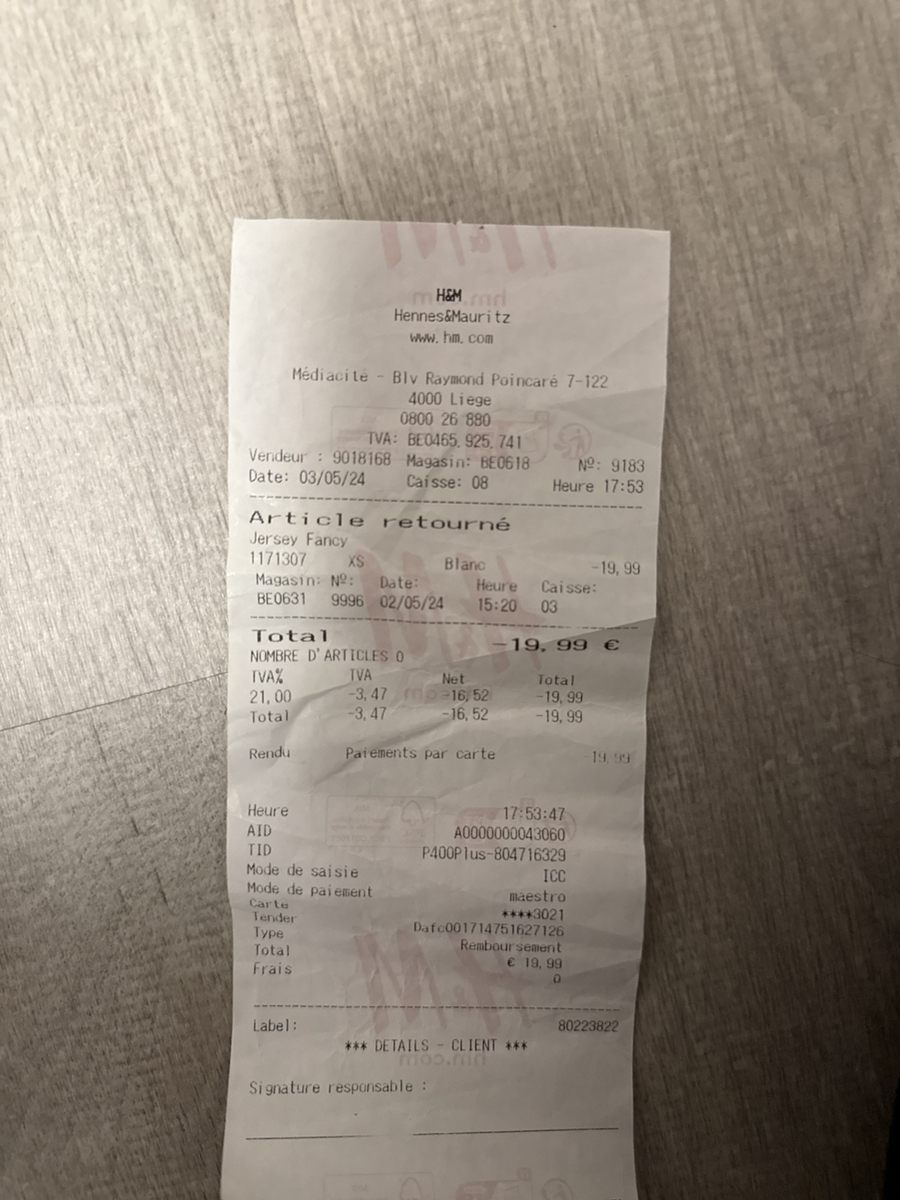 H&M
Hennes&Mauritz
www.hm.com
Médiacité - Blv Raymond Poincaré 7-122
4000 Liege
0800 26 880
TVA: BE0465.925.741
Vendeur : 9018168 Magasin: BE0618 Nº: 9183
Date: 03/05/24 Caisse: 08 Heure 17:53
Article retourné
Jersey Fancy
1171307 XS Blanc -19,99
Magasin: Nº: Date: Heure Caisse:
BE0631 9996 02/05/24 15:20 03
Total -19,99 €
NOMBRE D'ARTICLES 0
TVA% TVA Net Total
21,00 -3,47 -16,52 -19,99
Total -3,47 -16,52 -19,99
Rendu Paiements par carte 19,99
Heure 17:53:47
AID A0000000043060
TID P400Plus-804716329
Mode de saisie ICC
Mode de paiement maestro
Carte ****3021
Tender Dafc001714751627126
Type Remboursement
Total € 19,99
Frais 0
Label: 80223822
*** DETAILS - CLIENT ***
Signature responsable :